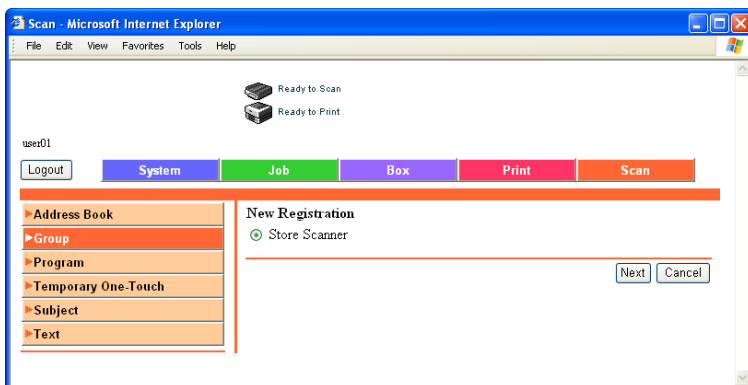 Scan - Microsoft Internet Explorer
File Edit View Favorites Tools Help
Ready to Scan
Ready to Print
user01
Logout System Job Box Print Scan
Address Book
Group
Program
Temporary One-Touch
Subject
Text
New Registration
Store Scanner
Next Cancel